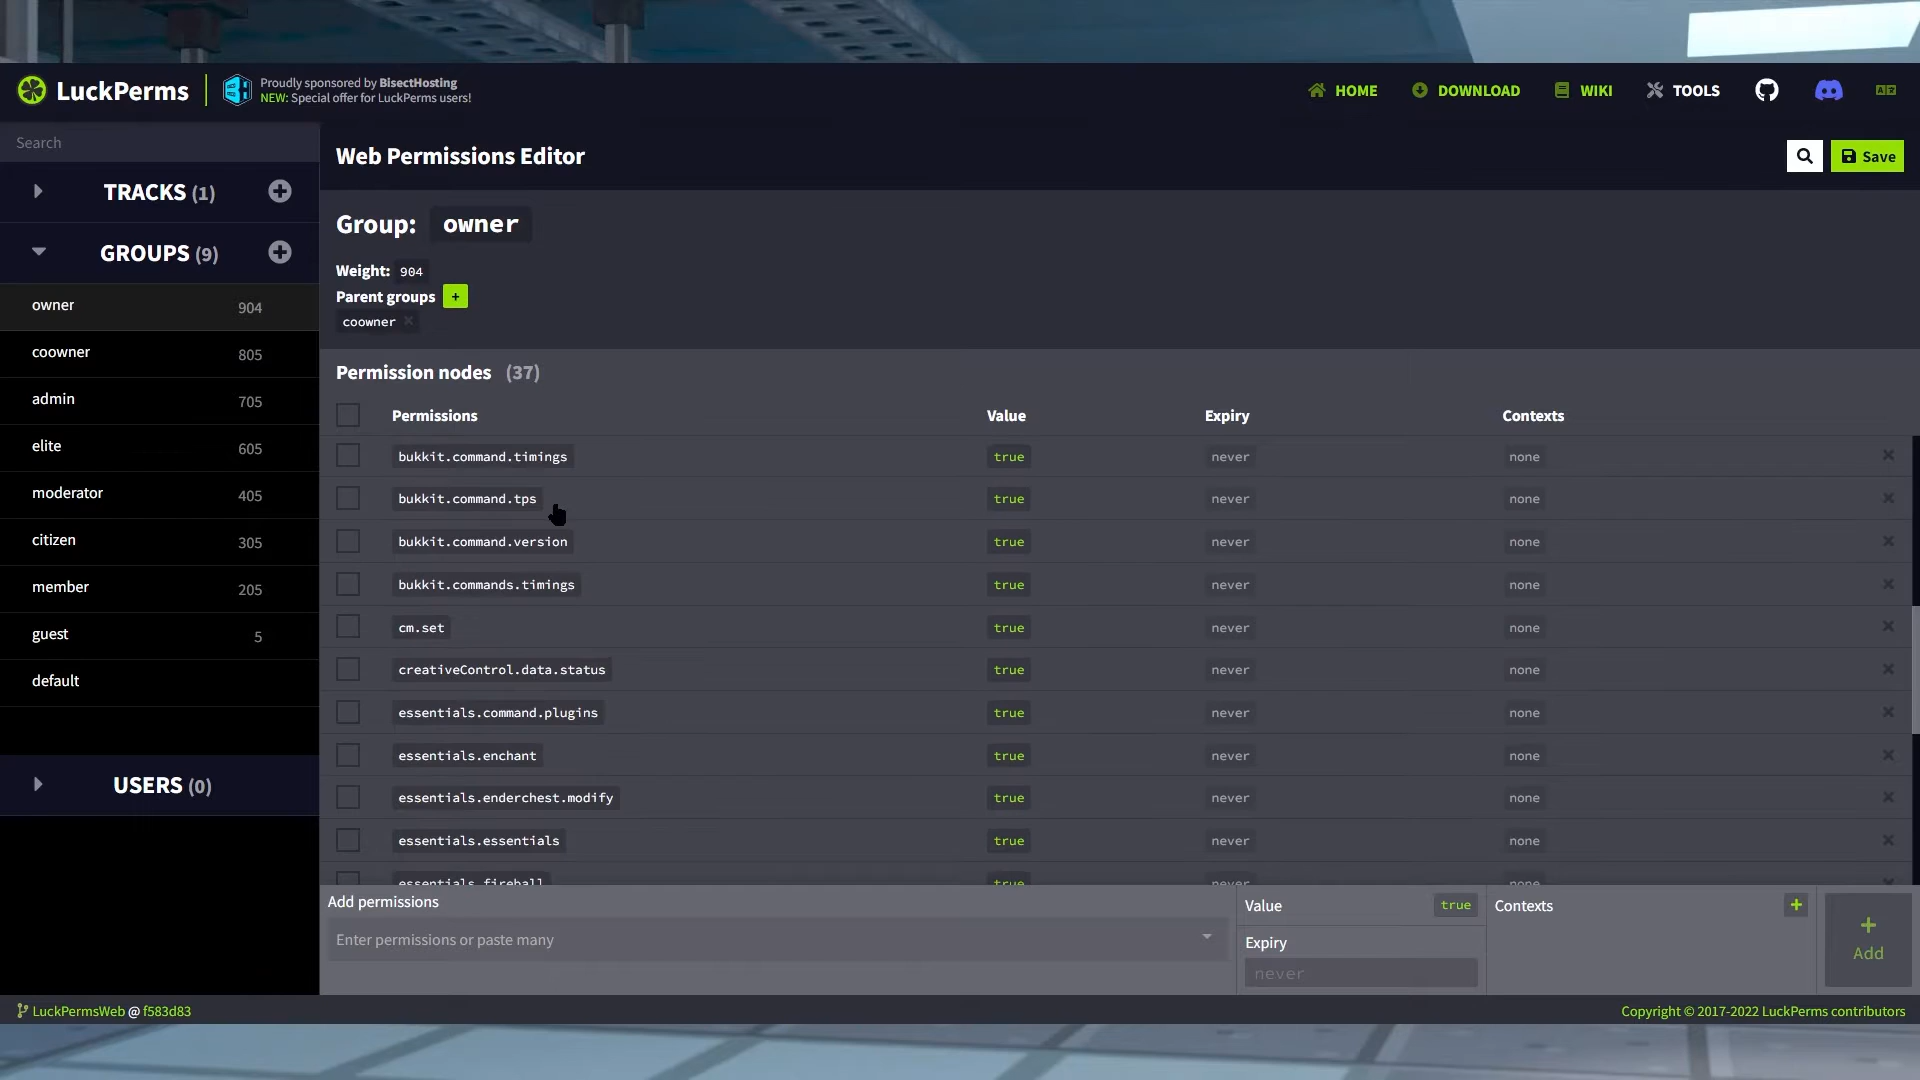 LuckPerms
Proudly sponsored by BisectHosting
NEW: Special offer for LuckPerms users!
HOME
DOWNLOAD
WIKI
TOOLS
Search
Web Permissions Editor
Save
TRACKS (1)
GROUPS (9)
owner 904
coowner 805
admin 705
elite 605
moderator 405
citizen 305
member 205
guest 5
default
USERS (0)
Group: owner
Weight: 904
Parent groups +
coowner ×
Permission nodes (37)
Permissions Value Expiry Contexts
bukkit.command.timings true never none
bukkit.command.tps true never none
bukkit.command.version true never none
bukkit.commands.timings true never none
cm.set true never none
creativeControl.data.status true never none
essentials.command.plugins true never none
essentials.enchant true never none
essentials.enderchest.modify true never none
essentials.essentials true never none
essentials.fireball true never none
Add permissions
Enter permissions or paste many
Value true
Expiry
never
Contexts +
+ Add
LuckPermsWeb @ f583d83
Copyright © 2017-2022 LuckPerms contributors